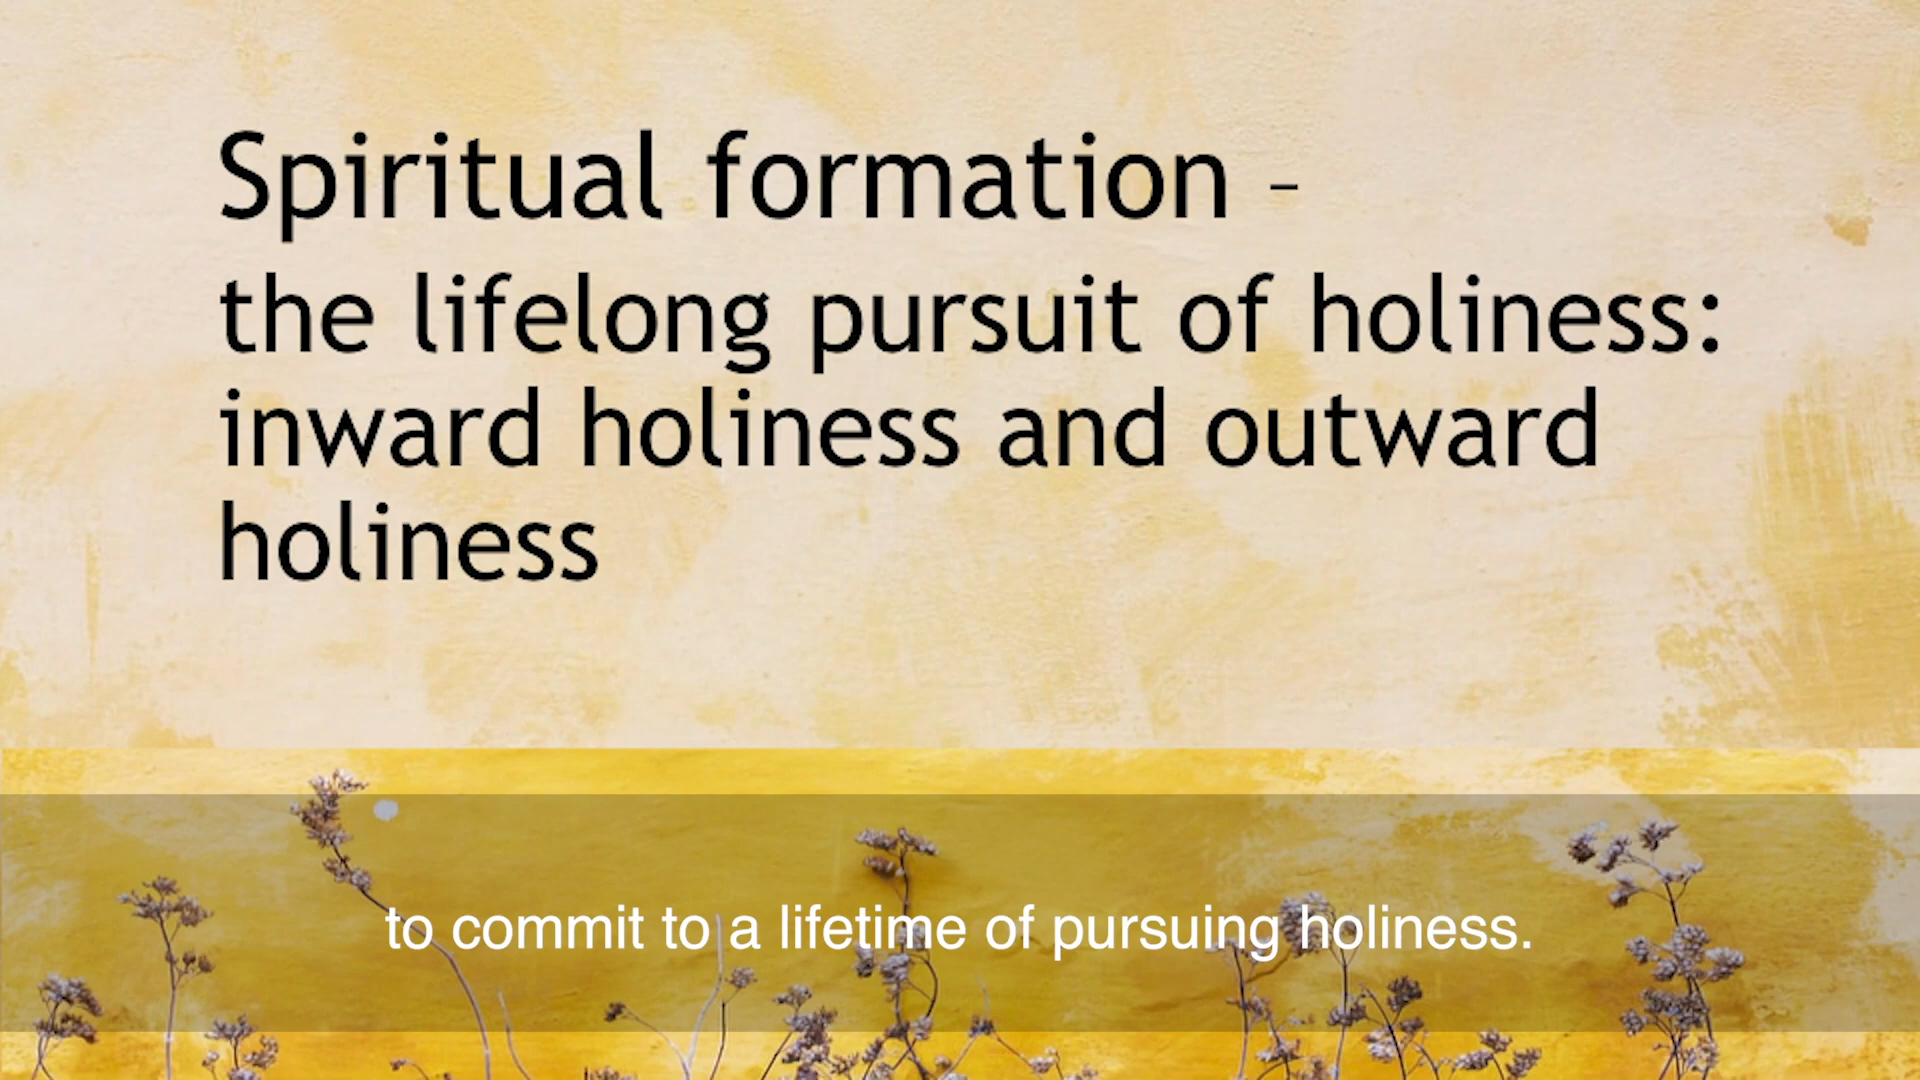 Spiritual formation –
the lifelong pursuit of holiness:
inward holiness and outward
holiness
to commit to a lifetime of pursuing holiness.